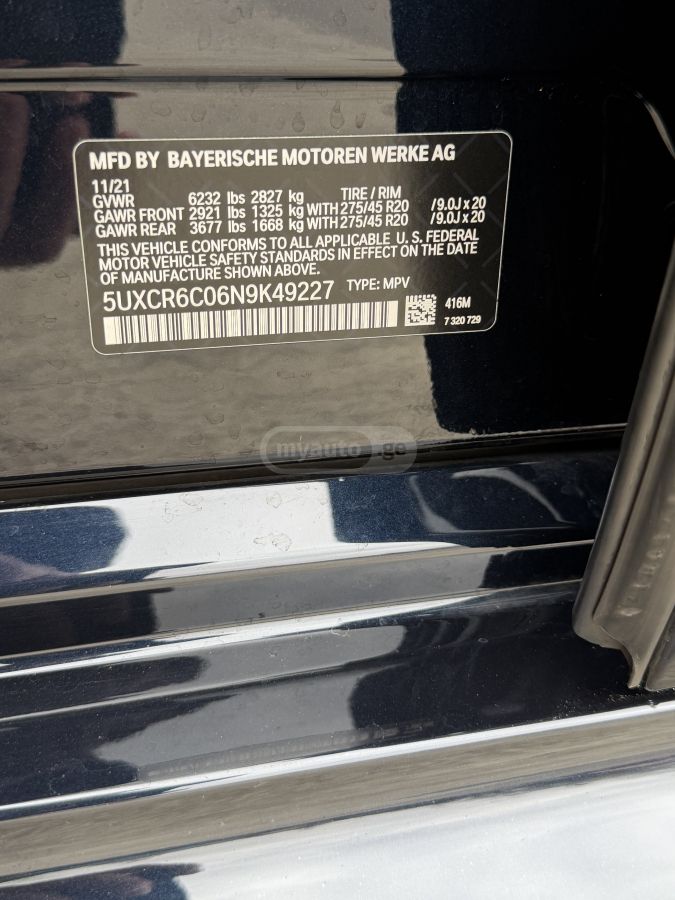 MFD BY BAYERISCHE MOTOREN WERKE AG
11/21
GVWR 6232 lbs 2827 kg TIRE / RIM
GAWR FRONT 2921 lbs 1325 kg WITH 275/45 R20 /9.0J x 20
GAWR REAR 3677 lbs 1668 kg WITH 275/45 R20 /9.0J x 20
THIS VEHICLE CONFORMS TO ALL APPLICABLE U. S. FEDERAL
MOTOR VEHICLE SAFETY STANDARDS IN EFFECT ON THE DATE
OF MANUFACTURE SHOWN ABOVE.
5UXCR6C06N9K49227 TYPE: MPV
416M
7 320 729
myauto.ge